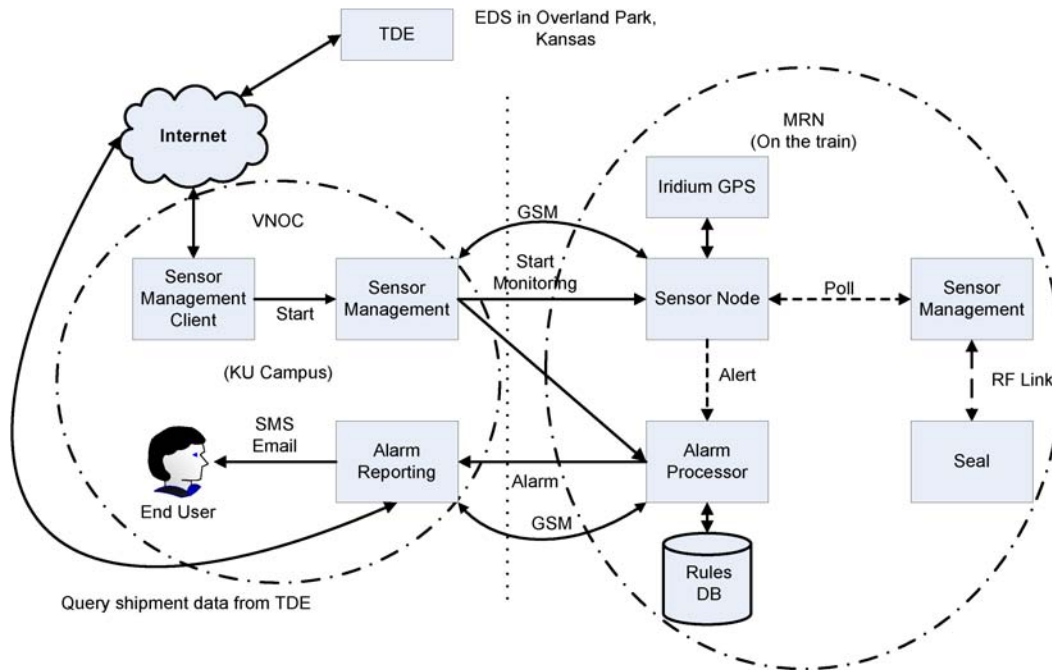 TDE
EDS in Overland Park,
Kansas
Internet
MRN
(On the train)
Iridium GPS
VNOC
GSM
Sensor
Management
Client
Start
Sensor
Management
Start
Monitoring
Sensor Node
Poll
Sensor
Management
(KU Campus)
Alert
RF Link
SMS
Email
End User
Alarm
Reporting
Alarm
GSM
Alarm
Processor
Seal
Rules
DB
Query shipment data from TDE